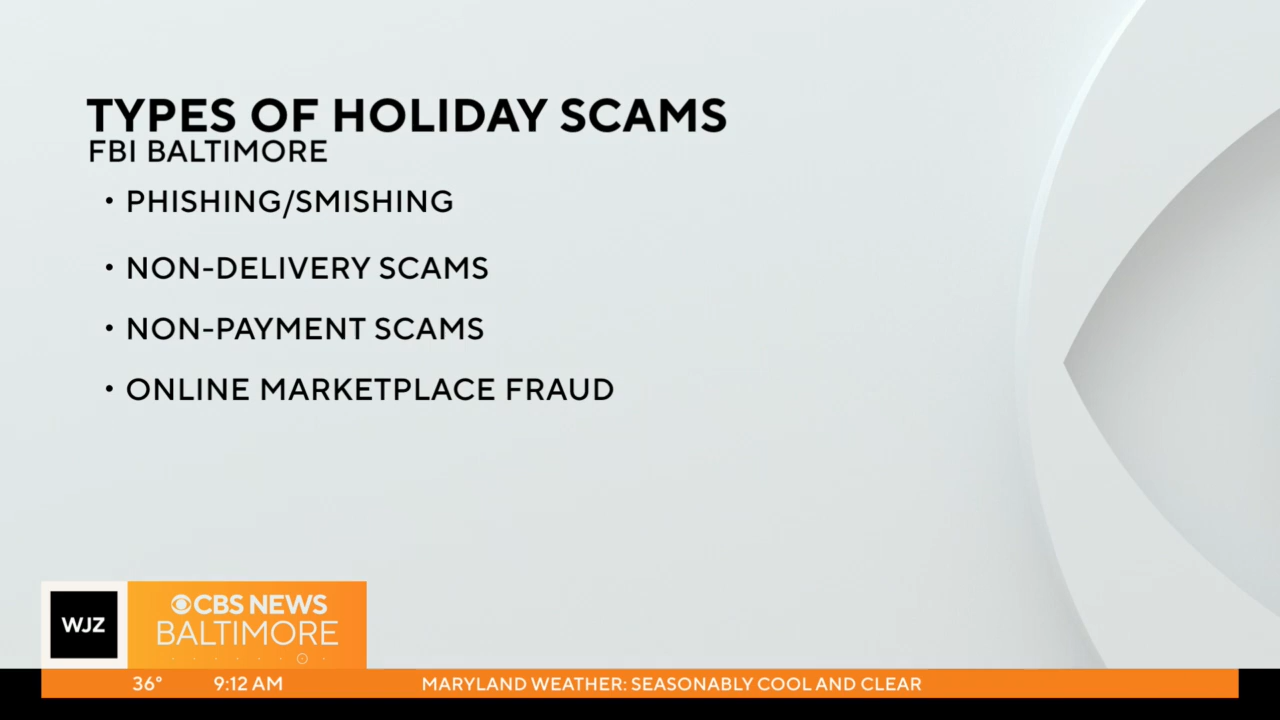 TYPES OF HOLIDAY SCAMS
FBI BALTIMORE
• PHISHING/SMISHING
• NON-DELIVERY SCAMS
• NON-PAYMENT SCAMS
• ONLINE MARKETPLACE FRAUD
WJZ
CBS NEWS
BALTIMORE
36° 9:12 AM MARYLAND WEATHER: SEASONABLY COOL AND CLEAR